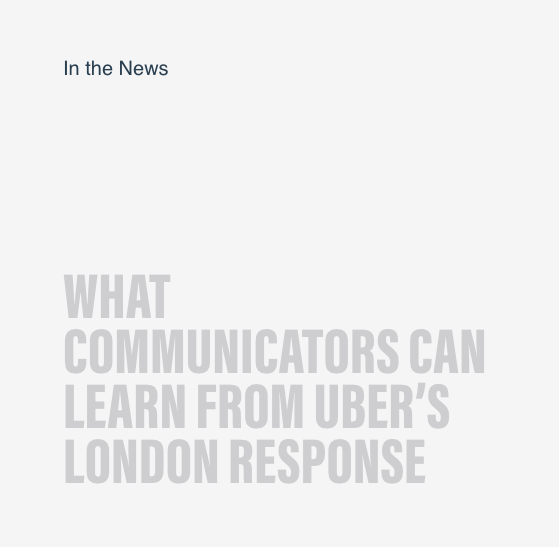 In the News
WHAT
COMMUNICATORS CAN
LEARN FROM UBER’S
LONDON RESPONSE